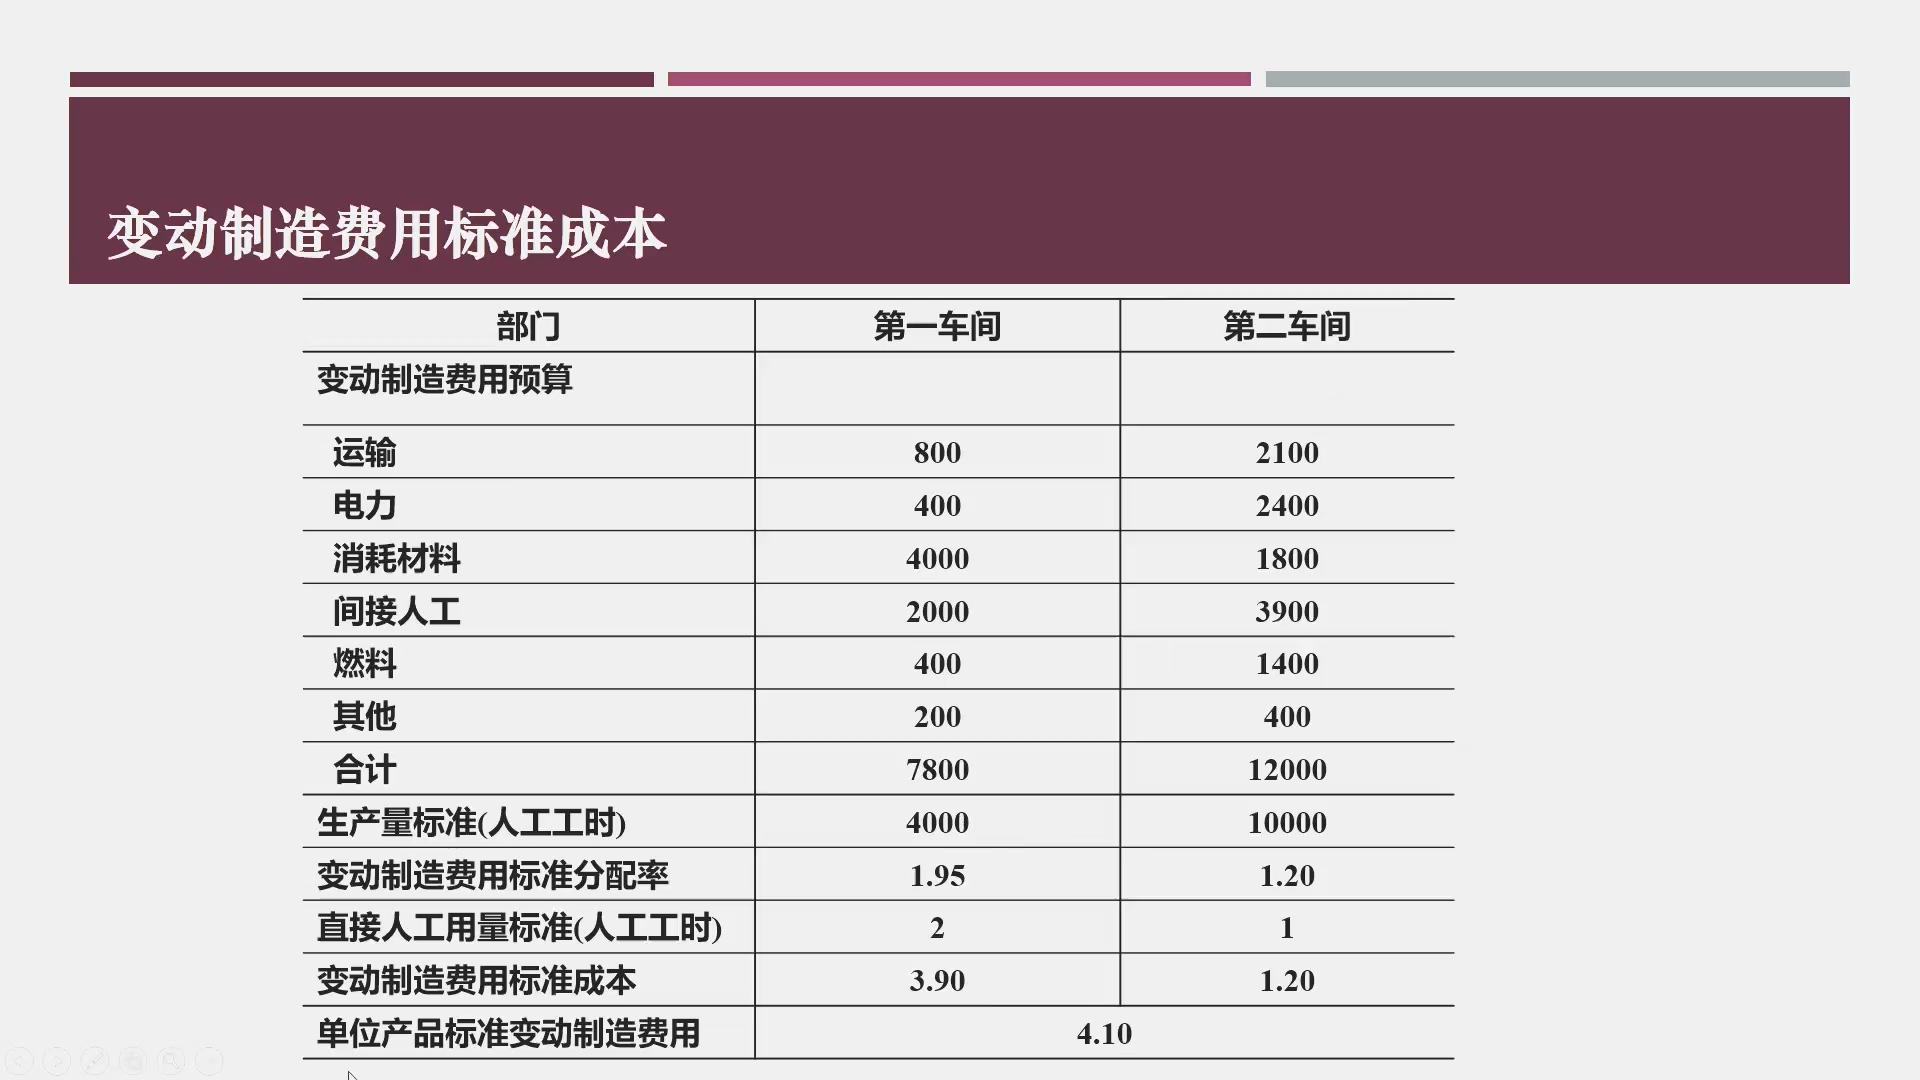 变动制造费用标准成本
部门 第一车间 第二车间
变动制造费用预算
运输 800 2100
电力 400 2400
消耗材料 4000 1800
间接人工 2000 3900
燃料 400 1400
其他 200 400
合计 7800 12000
生产量标准(人工工时) 4000 10000
变动制造费用标准分配率 1.95 1.20
直接人工用量标准(人工工时) 2 1
变动制造费用标准成本 3.90 1.20
单位产品标准变动制造费用 4.10